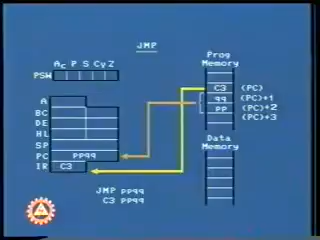 JMP
Ac P S Cy Z
PSW
Prog
Memory
C3 (PC)
qq (PC)+1
PP (PC)+2
(PC)+3
A
BC
DE
HL
SP
PC PPqq
IR C3
Data
Memory
JMP PPqq
C3 PPqq